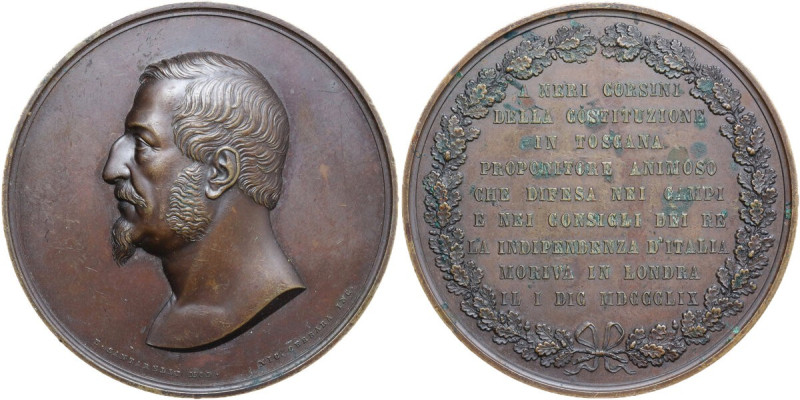 A NERI CORSINI
DELLA COSTITUZIONE
IN TOSCANA
PROPONITORE ANIMOSO
CHE DIFESA NEI CAMPI
E NEI CONSIGLI DEI RE
LA INDIPENDENZA D'ITALIA
MORIVA IN LONDRA
IL I DIC MDCCCLIX